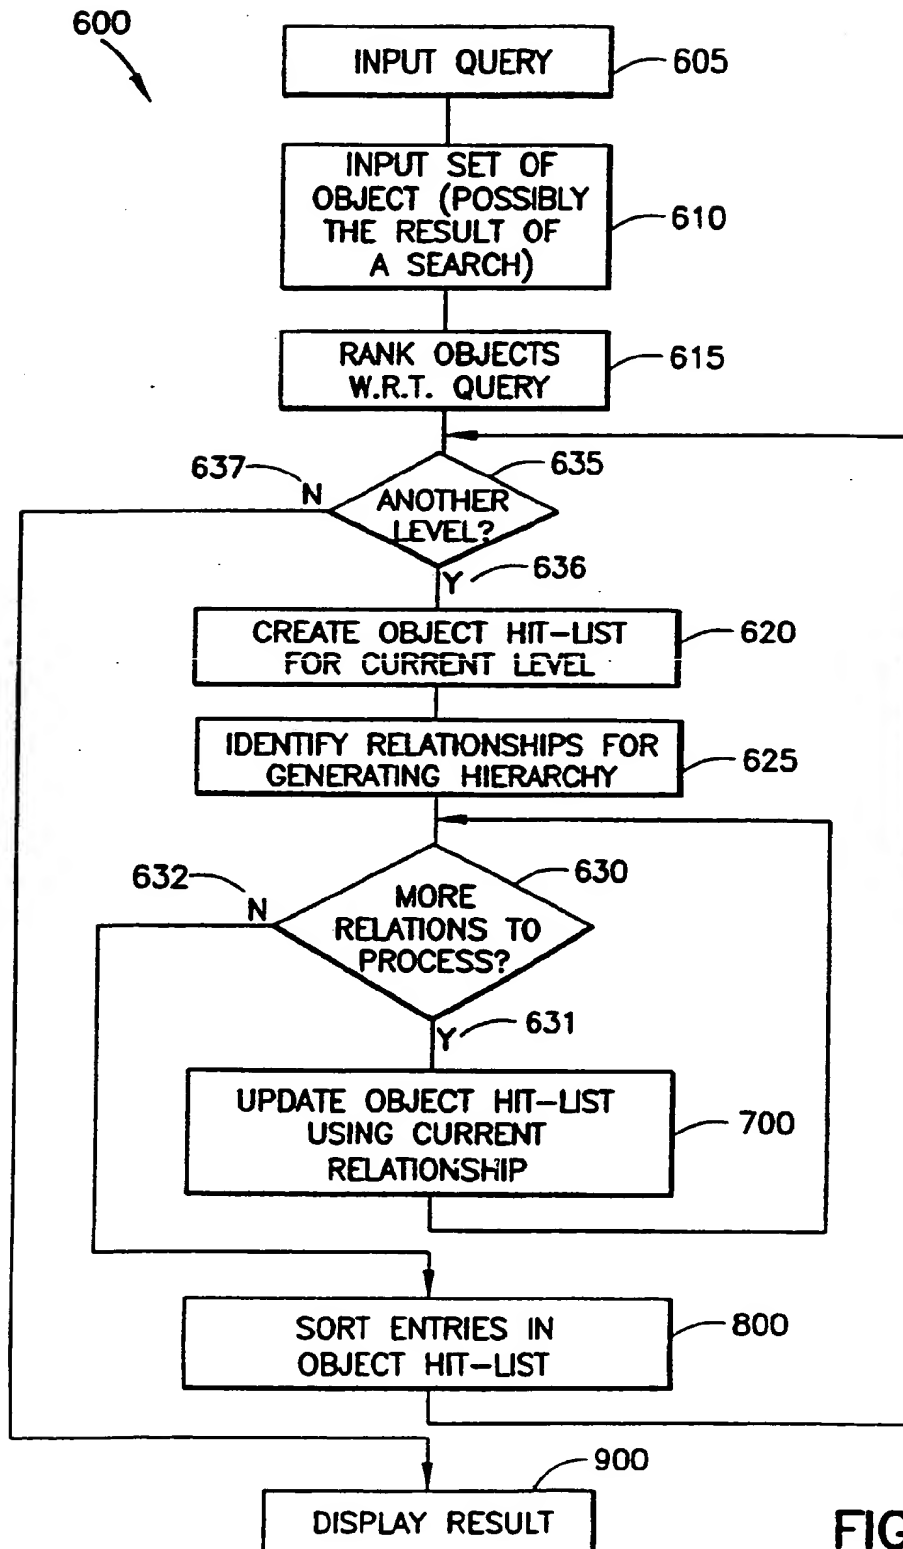 600
INPUT QUERY
605
INPUT SET OF
OBJECT (POSSIBLY
THE RESULT OF
A SEARCH)
610
RANK OBJECTS
W.R.T. QUERY
615
637
N
635
ANOTHER
LEVEL?
Y
636
CREATE OBJECT HIT-LIST
FOR CURRENT LEVEL
620
IDENTIFY RELATIONSHIPS FOR
GENERATING HIERARCHY
625
632
N
630
MORE
RELATIONS TO
PROCESS?
Y
631
UPDATE OBJECT HIT-LIST
USING CURRENT
RELATIONSHIP
700
SORT ENTRIES IN
OBJECT HIT-LIST
800
900
DISPLAY RESULT
FIG